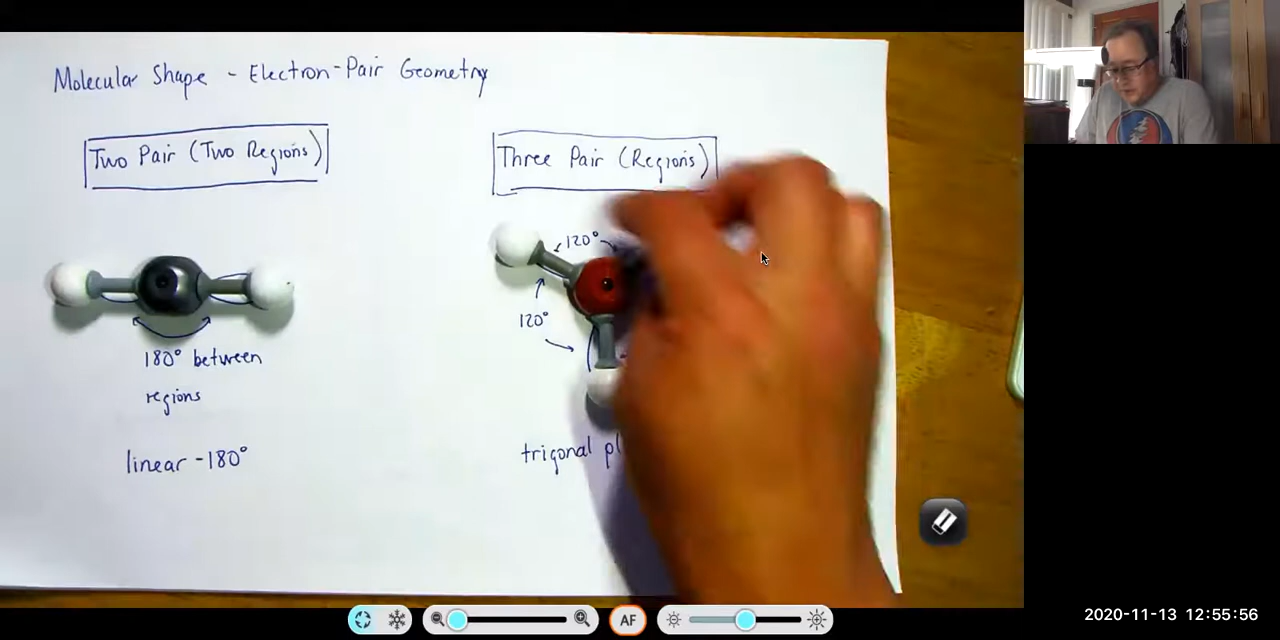 Molecular Shape - Electron-Pair Geometry
Two Pair (Two Regions)
Three Pair (Regions)
120°
120°
180° between
regions
linear - 180°
trigonal pl
AF
2020-11-13 12:55:56